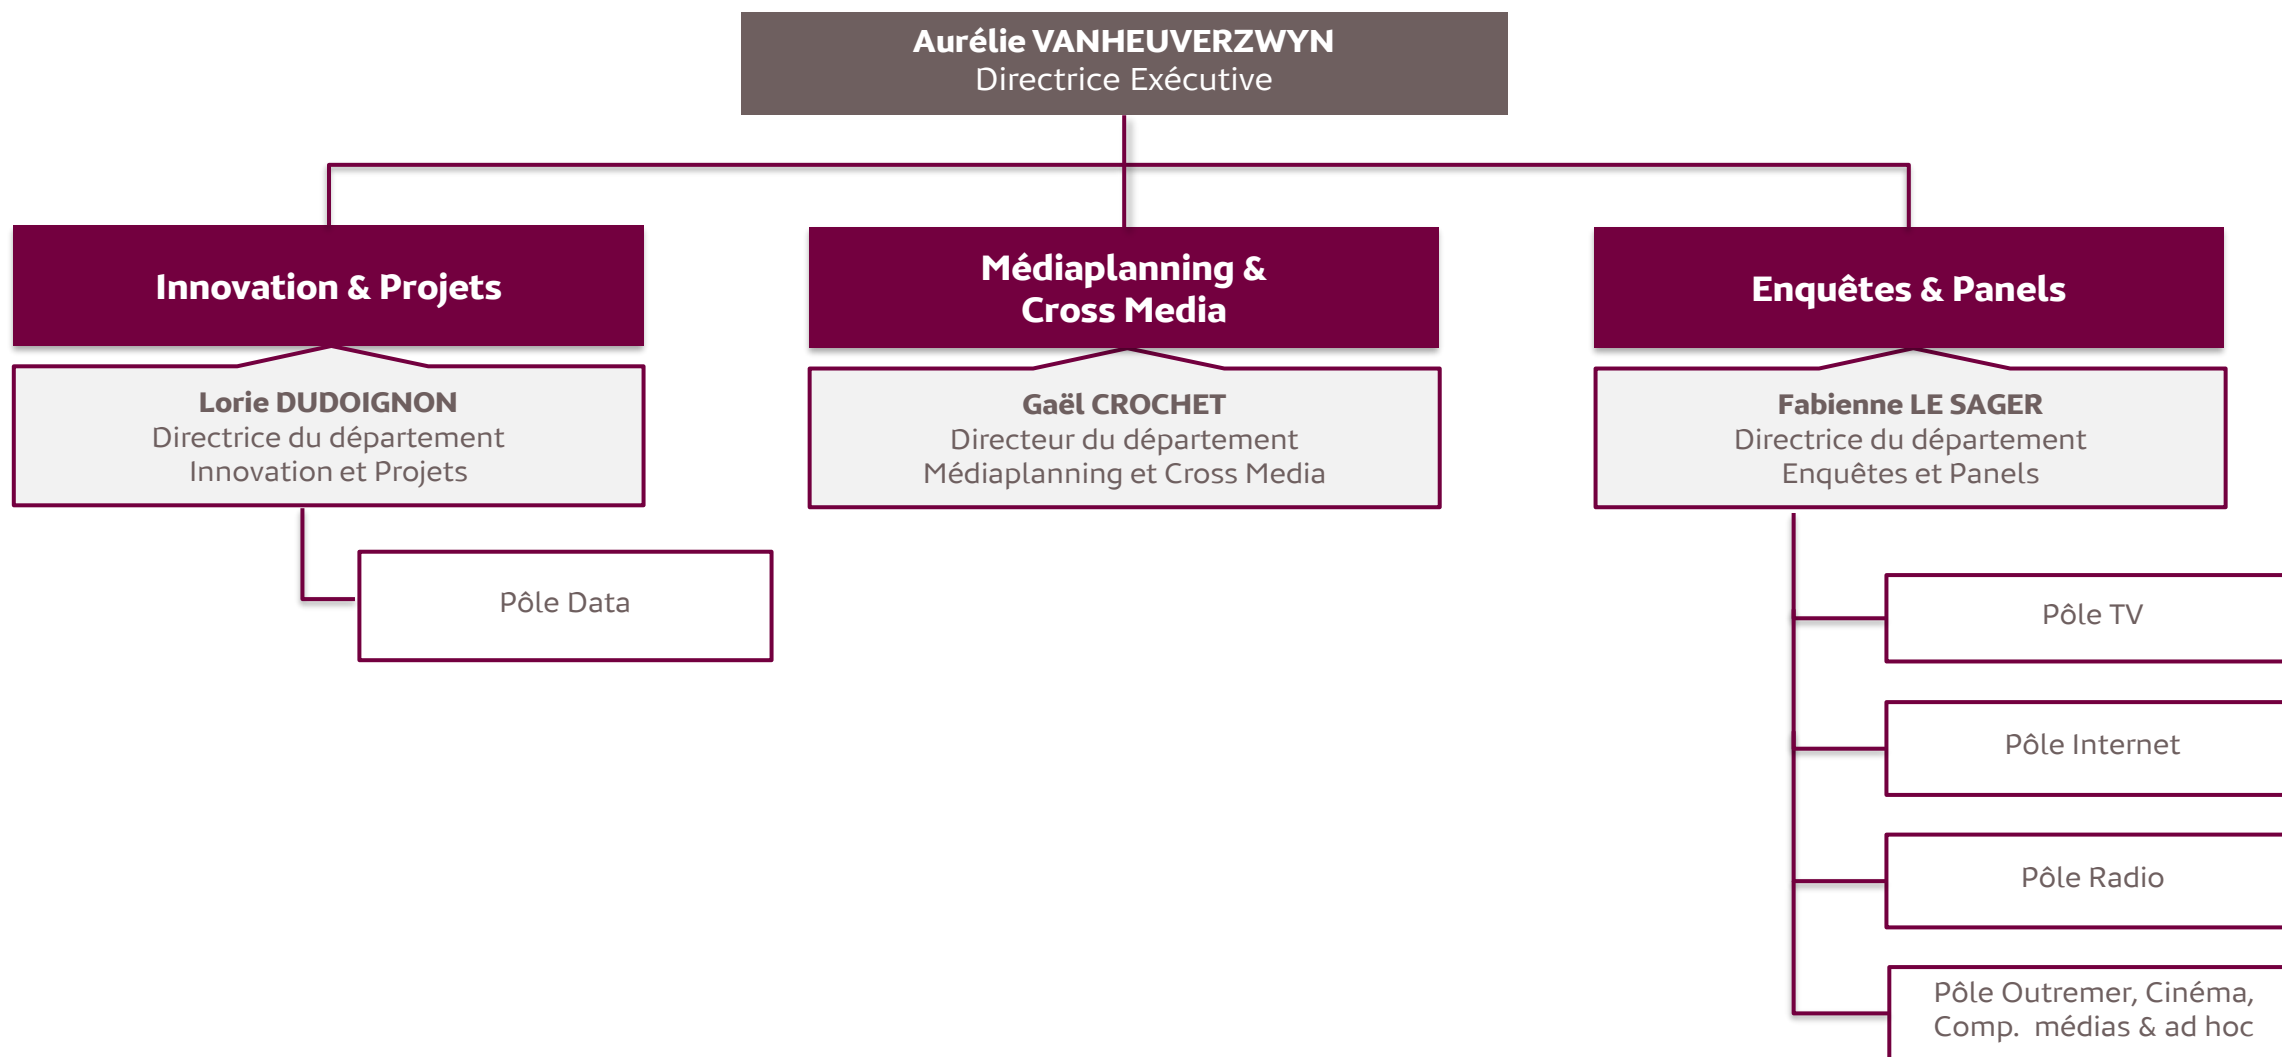 Aurélie VANHEUVERZWYN
Directrice Exécutive
Innovation & Projets
Médiaplanning &
Cross Media
Enquêtes & Panels
Lorie DUDOIGNON
Directrice du département
Innovation et Projets
Gaël CROCHET
Directeur du département
Médiaplanning et Cross Media
Fabienne LE SAGER
Directrice du département
Enquêtes et Panels
Pôle Data
Pôle TV
Pôle Internet
Pôle Radio
Pôle Outremer, Cinéma,
Comp. médias & ad hoc